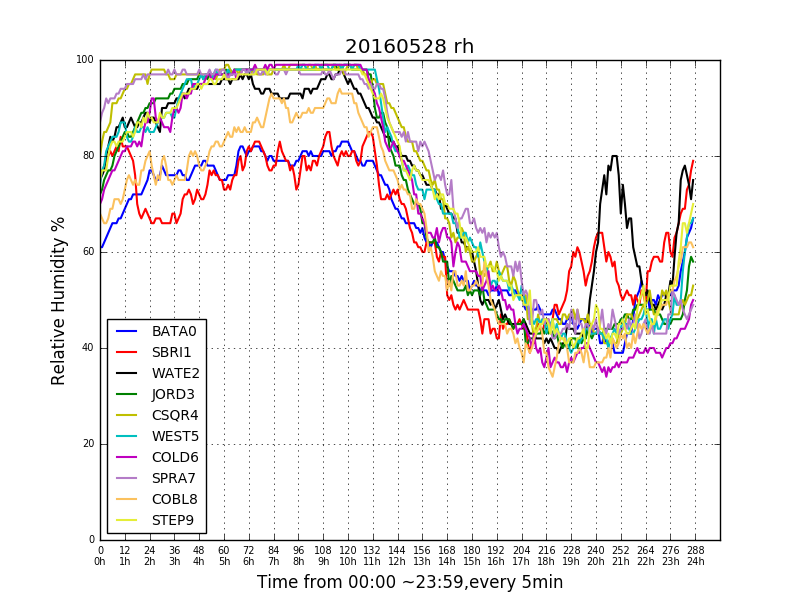 20160528 rh
100
80
60
40
20
0
Relative Humidity %
BATA0
SBRI1
WATE2
JORD3
CSQR4
WEST5
COLD6
SPRA7
COBL8
STEP9
0 12 24 36 48 60 72 84 96 108 120 132 144 156 168 180 192 204 216 228 240 252 264 276 288
0h 1h 2h 3h 4h 5h 6h 7h 8h 9h 10h 11h 12h 13h 14h 15h 16h 17h 18h 19h 20h 21h 22h 23h 24h
Time from 00:00 ~23:59,every 5min